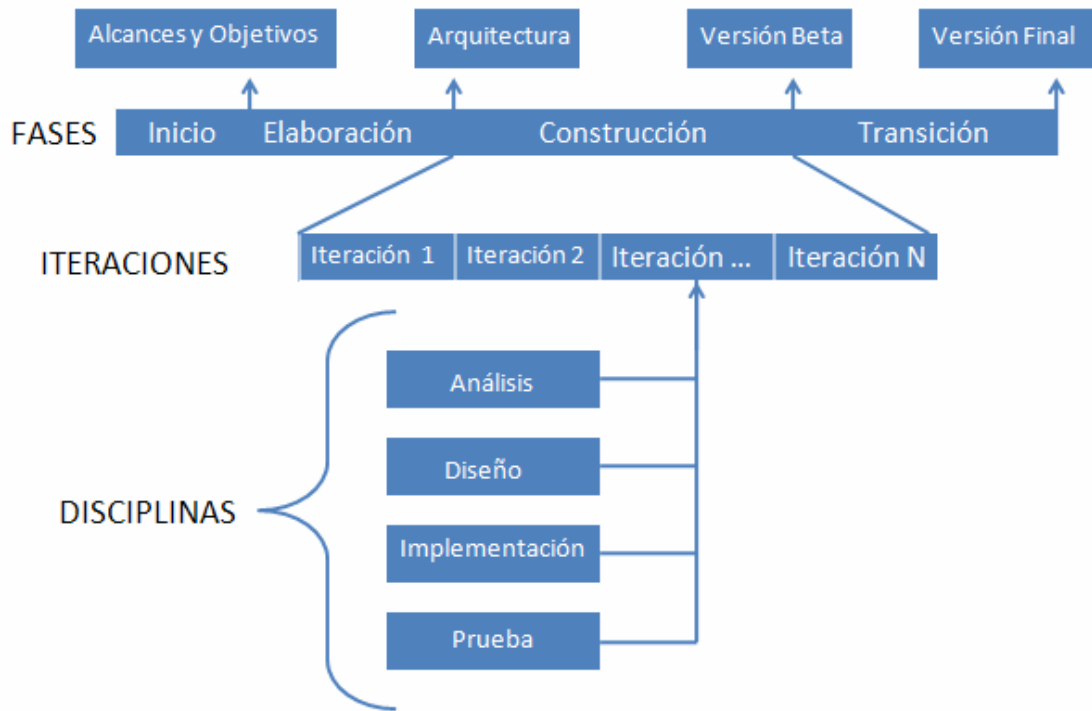 Alcances y Objetivos
Arquitectura
Versión Beta
Versión Final
FASES
Inicio
Elaboración
Construcción
Transición
ITERACIONES
Iteración 1
Iteración 2
Iteración ...
Iteración N
DISCIPLINAS
Análisis
Diseño
Implementación
Prueba